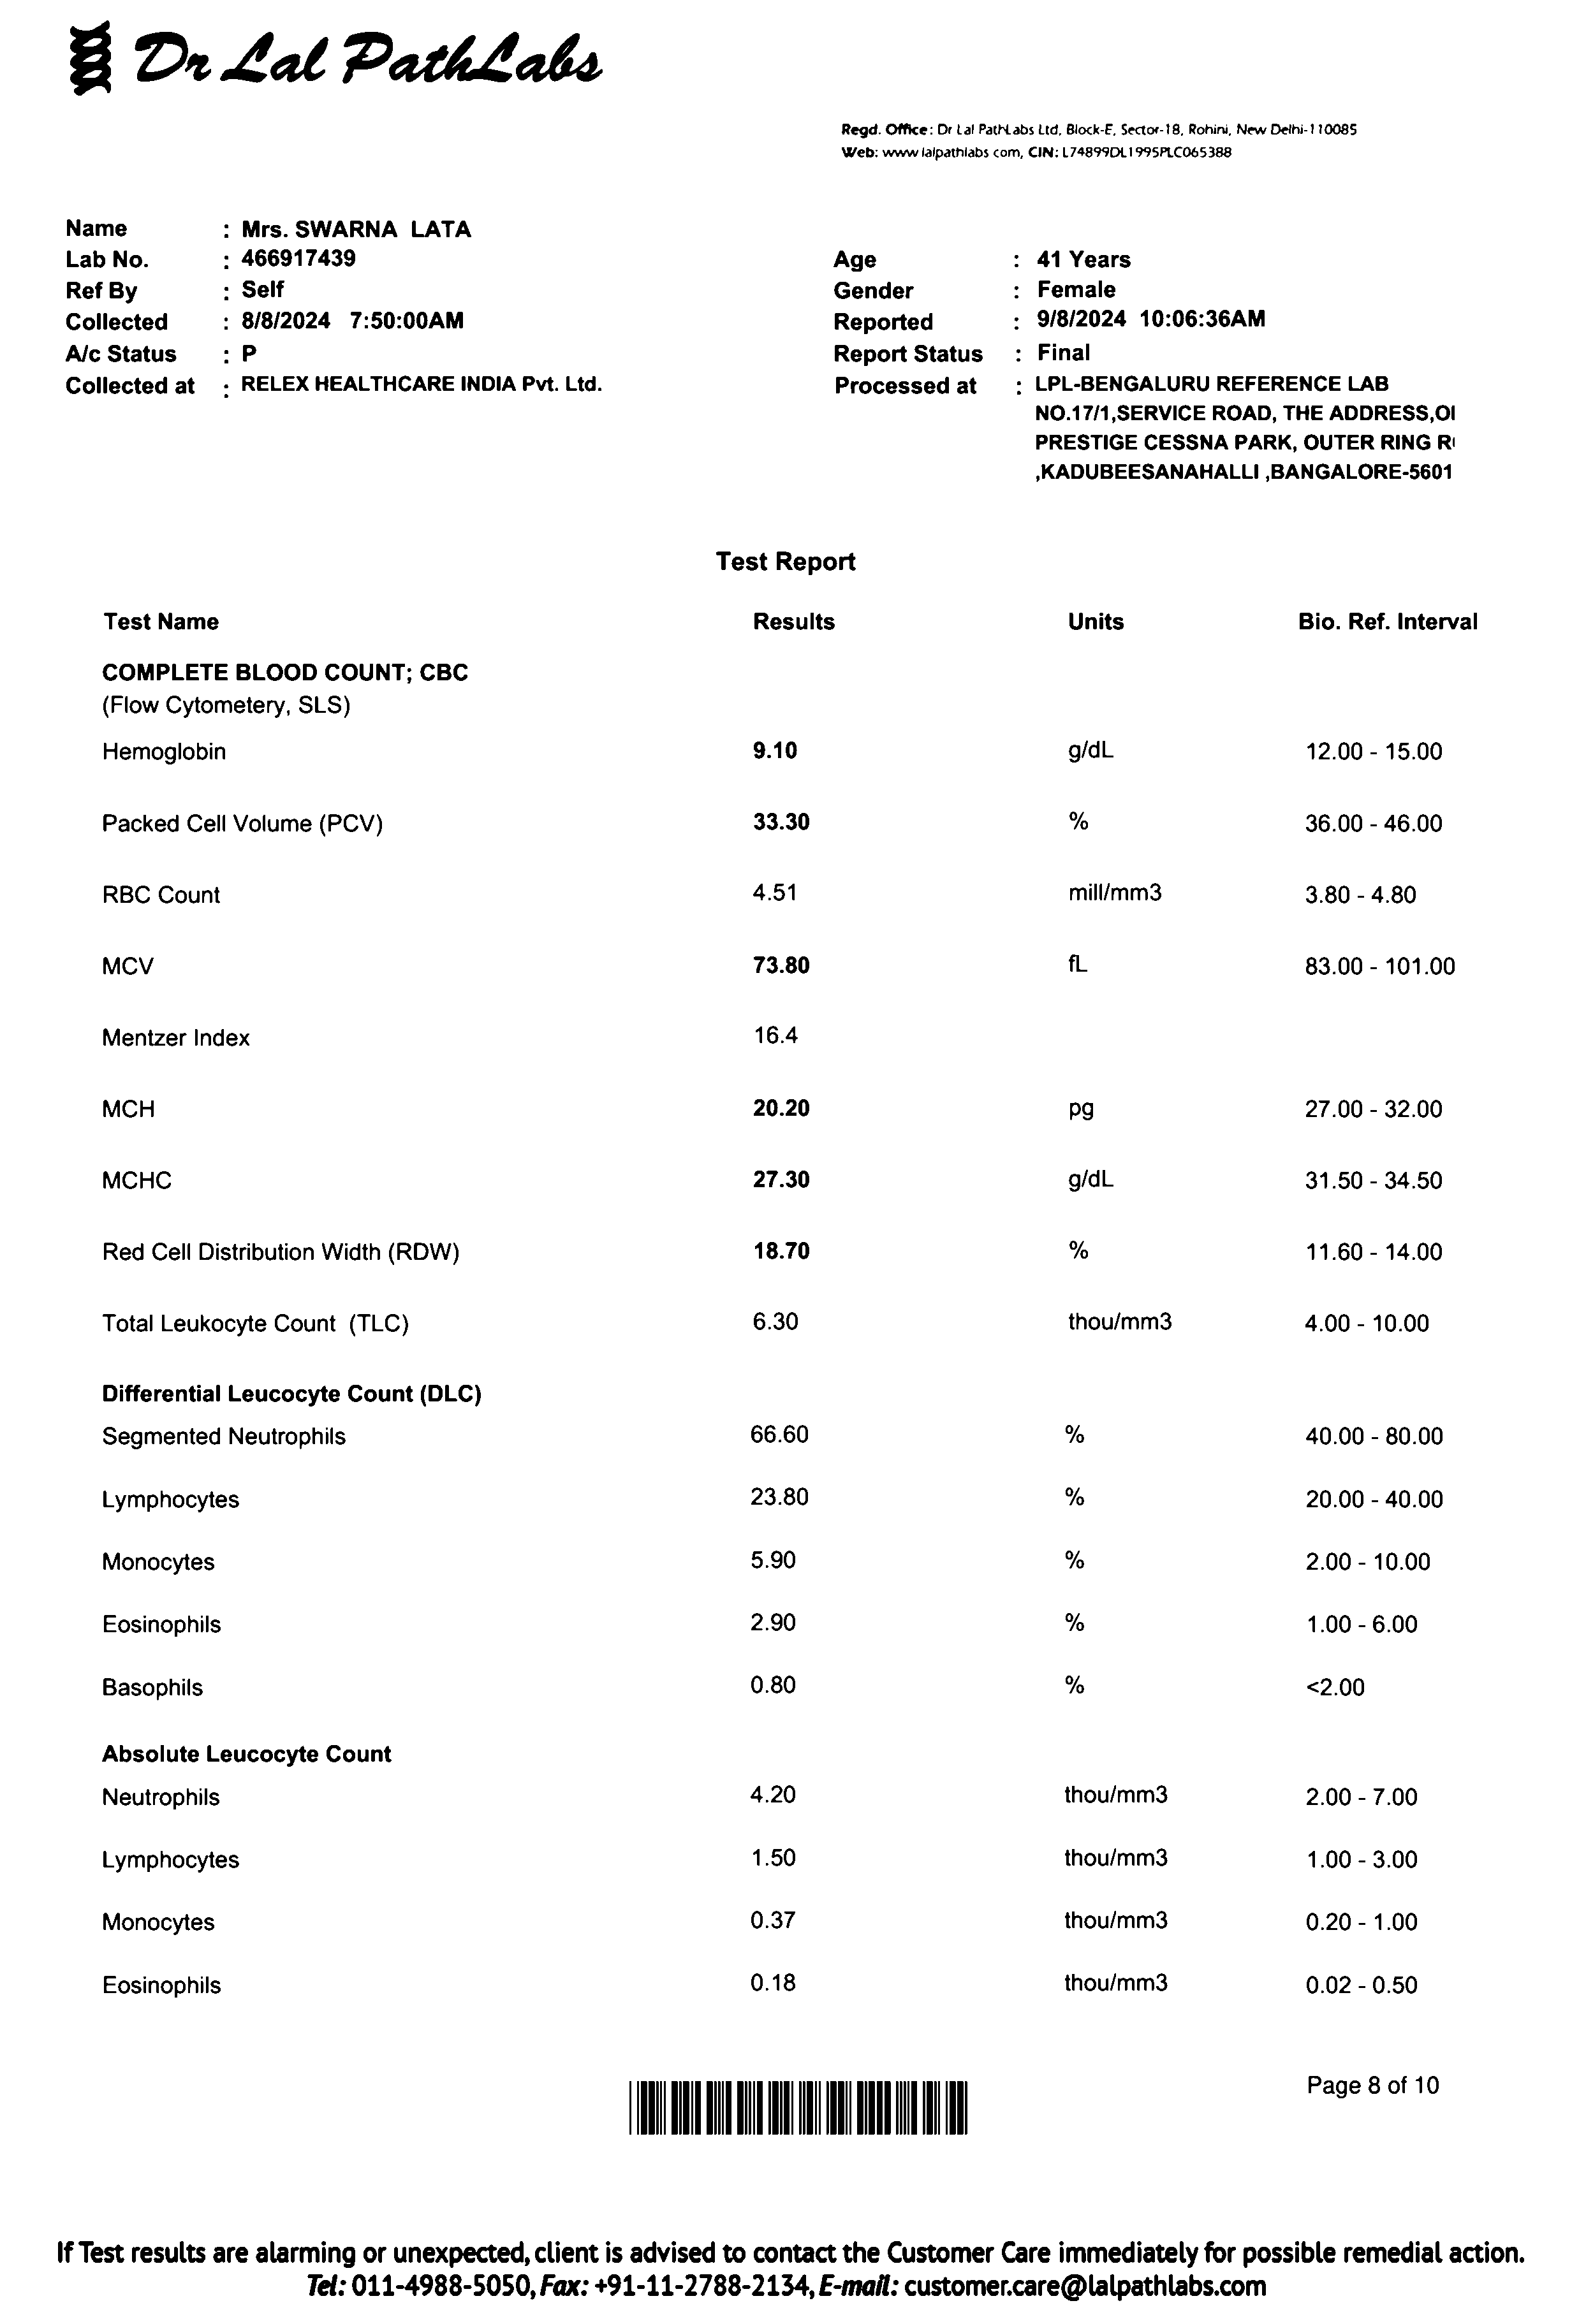 Dr Lal PathLabs
Regd. Office: Dr Lal PathLabs Ltd, Block-E, Sector-18, Rohini, New Delhi-110085
Web: www.lalpathlabs.com, CIN: L74899DL1995PLC065388
Name : Mrs. SWARNA LATA
Lab No. : 466917439 Age : 41 Years
Ref By : Self Gender : Female
Collected : 8/8/2024 7:50:00AM Reported : 9/8/2024 10:06:36AM
A/c Status : P Report Status : Final
Collected at : RELEX HEALTHCARE INDIA Pvt. Ltd. Processed at : LPL-BENGALURU REFERENCE LAB
NO.17/1,SERVICE ROAD, THE ADDRESS,
PRESTIGE CESSNA PARK, OUTER RING
,KADUBEESANAHALLI ,BANGALORE-5601
Test Report
Test Name Results Units Bio. Ref. Interval
COMPLETE BLOOD COUNT; CBC
(Flow Cytometery, SLS)
Hemoglobin 9.10 g/dL 12.00 - 15.00
Packed Cell Volume (PCV) 33.30 % 36.00 - 46.00
RBC Count 4.51 mill/mm3 3.80 - 4.80
MCV 73.80 fL 83.00 - 101.00
Mentzer Index 16.4
MCH 20.20 pg 27.00 - 32.00
MCHC 27.30 g/dL 31.50 - 34.50
Red Cell Distribution Width (RDW) 18.70 % 11.60 - 14.00
Total Leukocyte Count (TLC) 6.30 thou/mm3 4.00 - 10.00
Differential Leucocyte Count (DLC)
Segmented Neutrophils 66.60 % 40.00 - 80.00
Lymphocytes 23.80 % 20.00 - 40.00
Monocytes 5.90 % 2.00 - 10.00
Eosinophils 2.90 % 1.00 - 6.00
Basophils 0.80 % <2.00
Absolute Leucocyte Count
Neutrophils 4.20 thou/mm3 2.00 - 7.00
Lymphocytes 1.50 thou/mm3 1.00 - 3.00
Monocytes 0.37 thou/mm3 0.20 - 1.00
Eosinophils 0.18 thou/mm3 0.02 - 0.50
Page 8 of 10
If Test results are alarming or unexpected, client is advised to contact the Customer Care immediately for possible remedial action.
Tel: 011-4988-5050, Fax: +91-11-2788-2134, E-mail: customer.care@lalpathlabs.com